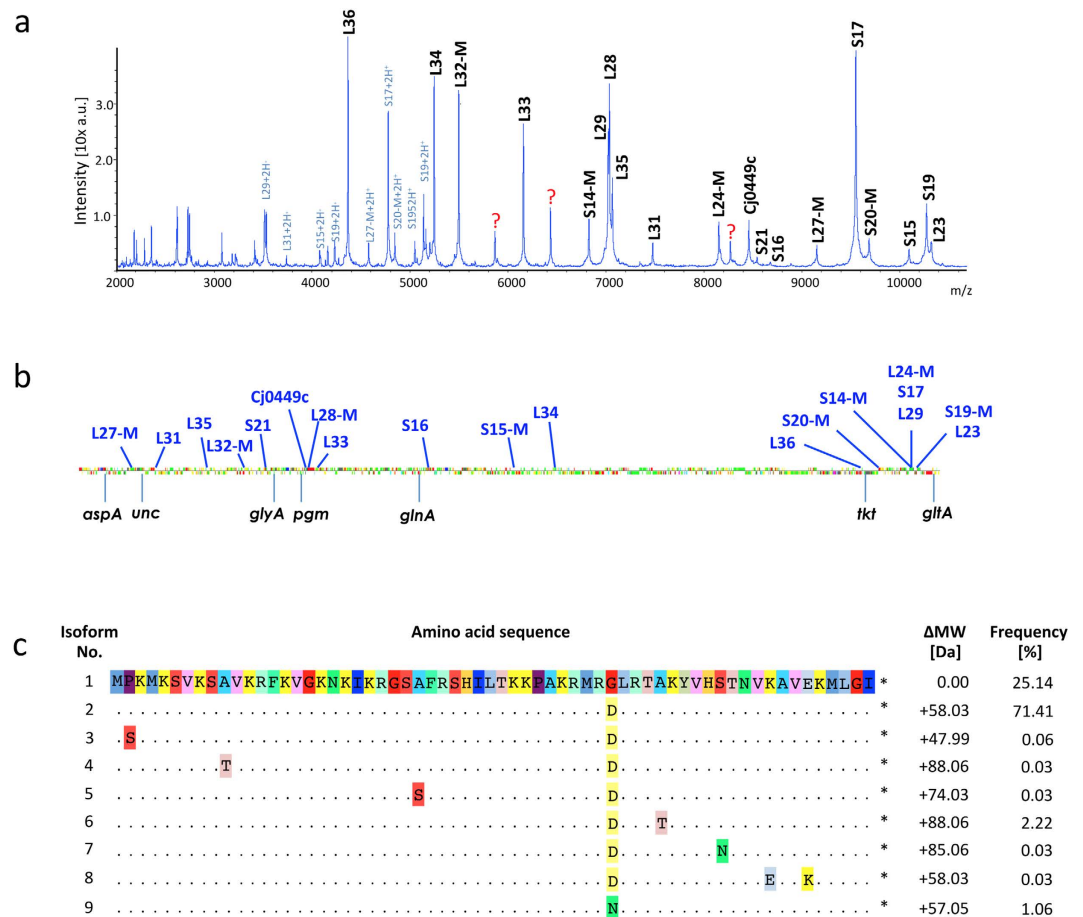 a
Intensity [10x a.u.]
3.0
2.0
1.0
L29+2H·
L31+2H·
S15+2H·
S19+2H·
L36
L27-M+2H⁺
S17+2H⁺
S20-M+2H⁺
S1952H⁺
S19+2H⁺
L34
L32-M
?
L33
?
S14-M
L29
L28
L35
L31
L24-M
?
Cj0449c
S21
S16
L27-M
S17
S20-M
S15
S19
L23
2000 3000 4000 5000 6000 7000 8000 9000 10000
m/z
b
L27-M
L31
L35
L32-M
S21
Cj0449c
L28-M
L33
S16
S15-M
L34
L36
S20-M
S14-M
L24-M
S17
L29
S19-M
L23
aspA unc glyA pgm glnA tkt gltA
c
Isoform No.
Amino acid sequence
ΔMW [Da]
Frequency [%]
1 MPKMKSVKSAVKRFKVGKNKIKRGSAFRSHILTKKPAKRMRGLRTAKYVHSTNVKAVEKMLGI * 0.00 25.14
2 .........................................D..................... * +58.03 71.41
3 .S.......................................D..................... * +47.99 0.06
4 .........T...............................D..................... * +88.06 0.03
5 .........................S...............D..................... * +74.03 0.03
6 .........................................D...T................. * +88.06 2.22
7 .........................................D........N............ * +85.06 0.03
8 .........................................D............E..K..... * +58.03 0.03
9 .........................................N..................... * +57.05 1.06